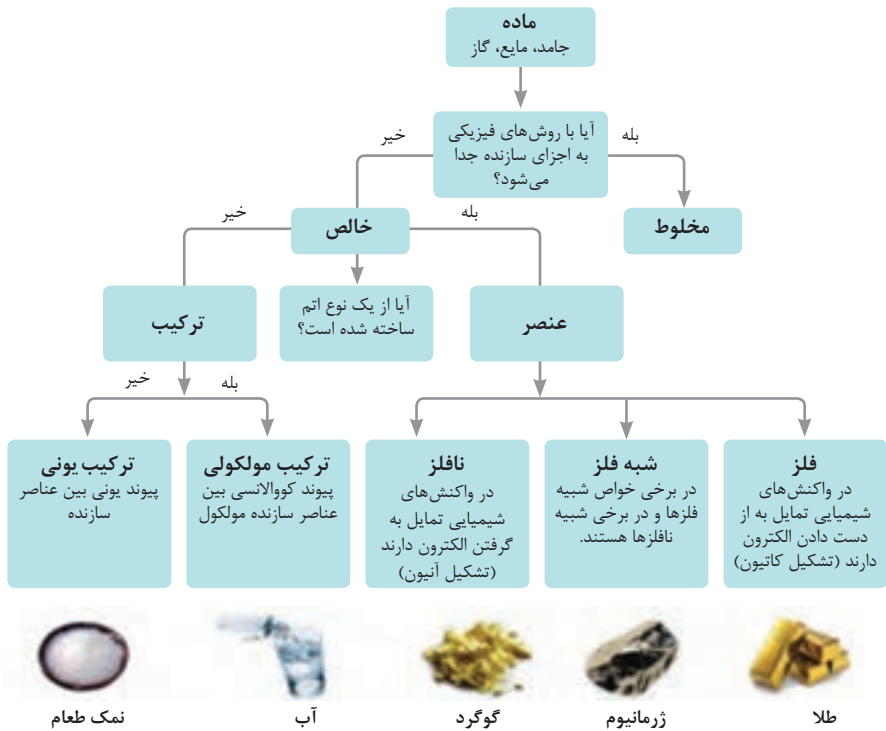 ماده
جامد، مایع، گاز
آیا با روش‌های فیزیکی
به اجزای سازنده جدا
می‌شود؟
بله
خیر
مخلوط
خالص
بله
خیر
عنصر
آیا از یک نوع اتم
ساخته شده است؟
ترکیب
بله
خیر
فلز
در واکنش‌های
شیمیایی تمایل به از
دست دادن الکترون
دارند (تشکیل کاتیون)
شبه فلز
در برخی خواص شبیه
فلزها و در برخی شبیه
نافلزها هستند.
نافلز
در واکنش‌های
شیمیایی تمایل به
گرفتن الکترون دارند
(تشکیل آنیون)
ترکیب مولکولی
پیوند کووالانسی بین
عناصر سازنده مولکول
ترکیب یونی
پیوند یونی بین عناصر
سازنده
طلا
ژرمانیوم
گوگرد
آب
نمک طعام